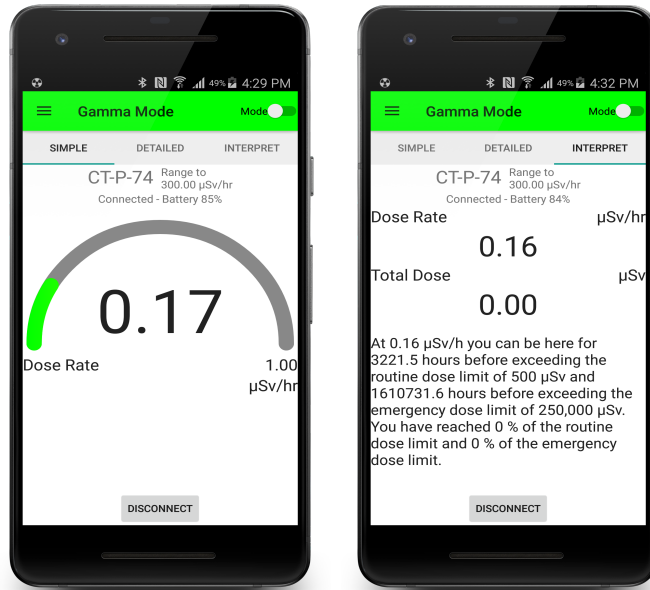 49% 4:29 PM
Gamma Mode
Mode
SIMPLE DETAILED INTERPRET
CT-P-74 Range to
300.00 µSv/hr
Connected - Battery 85%
0.17
Dose Rate 1.00
µSv/hr
DISCONNECT
49% 4:32 PM
Gamma Mode
Mode
SIMPLE DETAILED INTERPRET
CT-P-74 Range to
300.00 µSv/hr
Connected - Battery 84%
Dose Rate µSv/hr
0.16
Total Dose µSv
0.00
At 0.16 µSv/h you can be here for
3221.5 hours before exceeding the
routine dose limit of 500 µSv and
1610731.6 hours before exceeding the
emergency dose limit of 250,000 µSv.
You have reached 0 % of the routine
dose limit and 0 % of the emergency
dose limit.
DISCONNECT